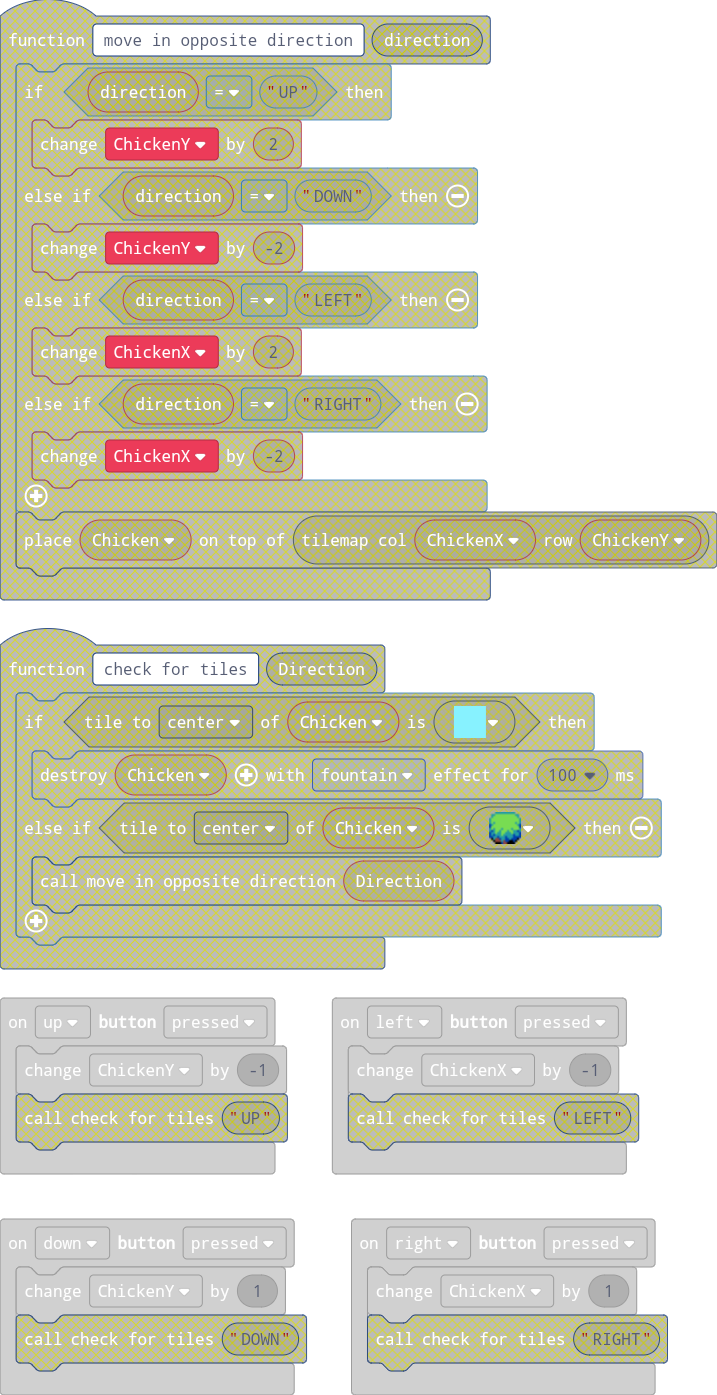 function move in opposite direction direction
if direction = "UP" then
change ChickenY by 2
else if direction = "DOWN" then
change ChickenY by -2
else if direction = "LEFT" then
change ChickenX by 2
else if direction = "RIGHT" then
change ChickenX by -2
place Chicken on top of tilemap col ChickenX row ChickenY
function check for tiles Direction
if tile to center of Chicken is then
destroy Chicken with fountain effect for 100 ms
else if tile to center of Chicken is then
call move in opposite direction Direction
on up button pressed
change ChickenY by -1
call check for tiles "UP"
on left button pressed
change ChickenX by -1
call check for tiles "LEFT"
on down button pressed
change ChickenY by 1
call check for tiles "DOWN"
on right button pressed
change ChickenX by 1
call check for tiles "RIGHT"